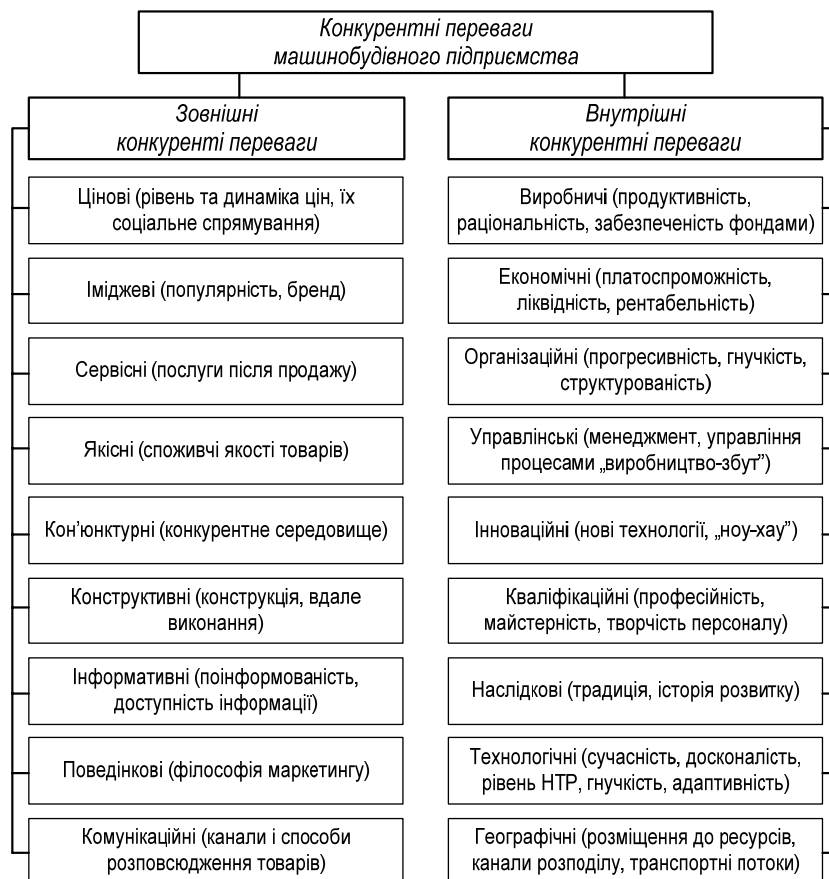 Конкурентні переваги
машинобудівного підприємства
Зовнішні
конкуренті переваги
Цінові (рівень та динаміка цін, їх
соціальне спрямування)
Іміджеві (популярність, бренд)
Сервісні (послуги після продажу)
Якісні (споживчі якості товарів)
Кон’юнктурні (конкурентне середовище)
Конструктивні (конструкція, вдале
виконання)
Інформативні (поінформованість,
доступність інформації)
Поведінкові (філософія маркетингу)
Комунікаційні (канали і способи
розповсюдження товарів)
Внутрішні
конкурентні переваги
Виробничі (продуктивність,
раціональність, забезпеченість фондами)
Економічні (платоспроможність,
ліквідність, рентабельність)
Організаційні (прогресивність, гнучкість,
структурованість)
Управлінські (менеджмент, управління
процесами „виробництво-збут”)
Інноваційні (нові технології, „ноу-хау”)
Кваліфікаційні (професійність,
майстерність, творчість персоналу)
Наслідкові (традиція, історія розвитку)
Технологічні (сучасність, досконалість,
рівень НТР, гнучкість, адаптивність)
Географічні (розміщення до ресурсів,
канали розподілу, транспортні потоки)